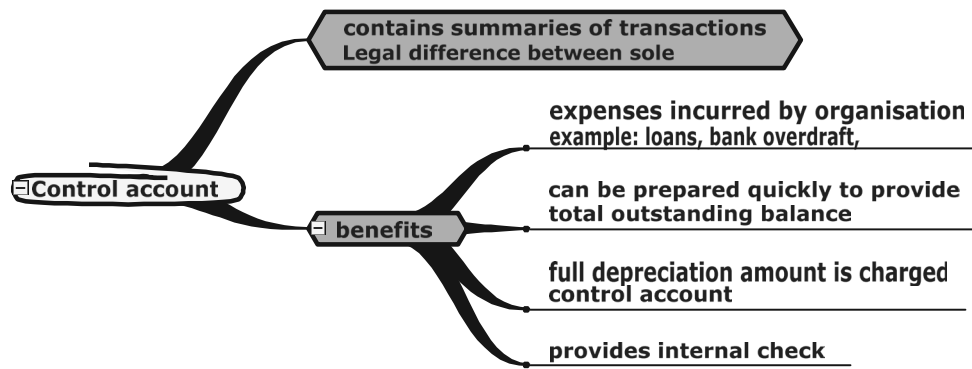 contains summaries of transactions
Legal difference between sole
expenses incurred by organisation
example: loans, bank overdraft,
can be prepared quickly to provide
total outstanding balance
Control account
benefits
full depreciation amount is charged
control account
provides internal check